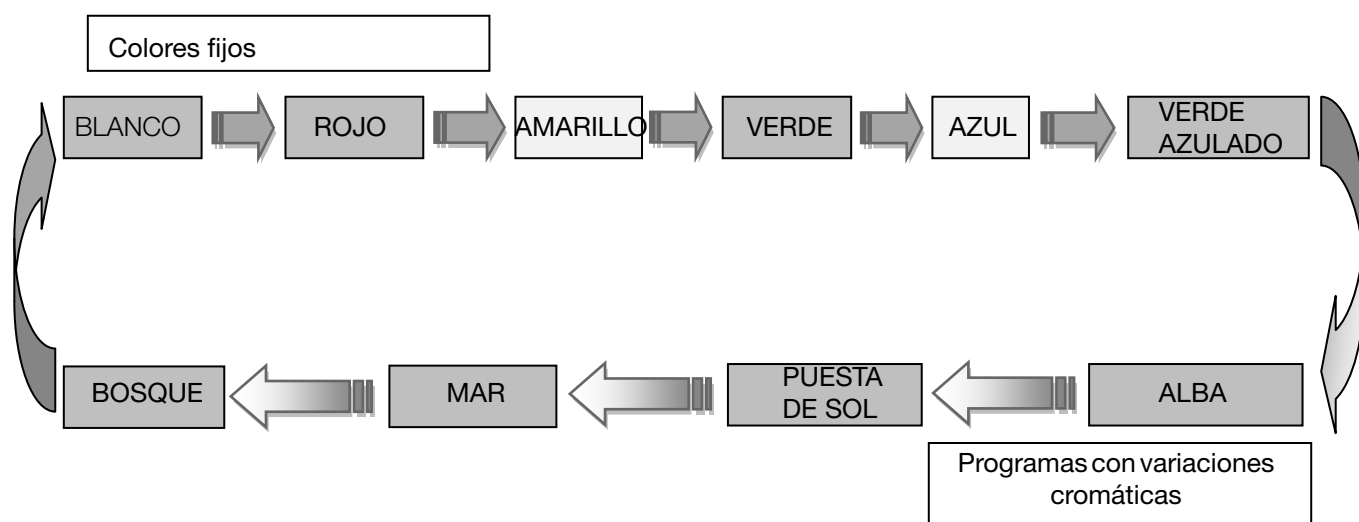 Colores fijos
BLANCO
ROJO
AMARILLO
VERDE
AZUL
VERDE
AZULADO
BOSQUE
MAR
PUESTA
DE SOL
ALBA
Programas con variaciones
cromáticas